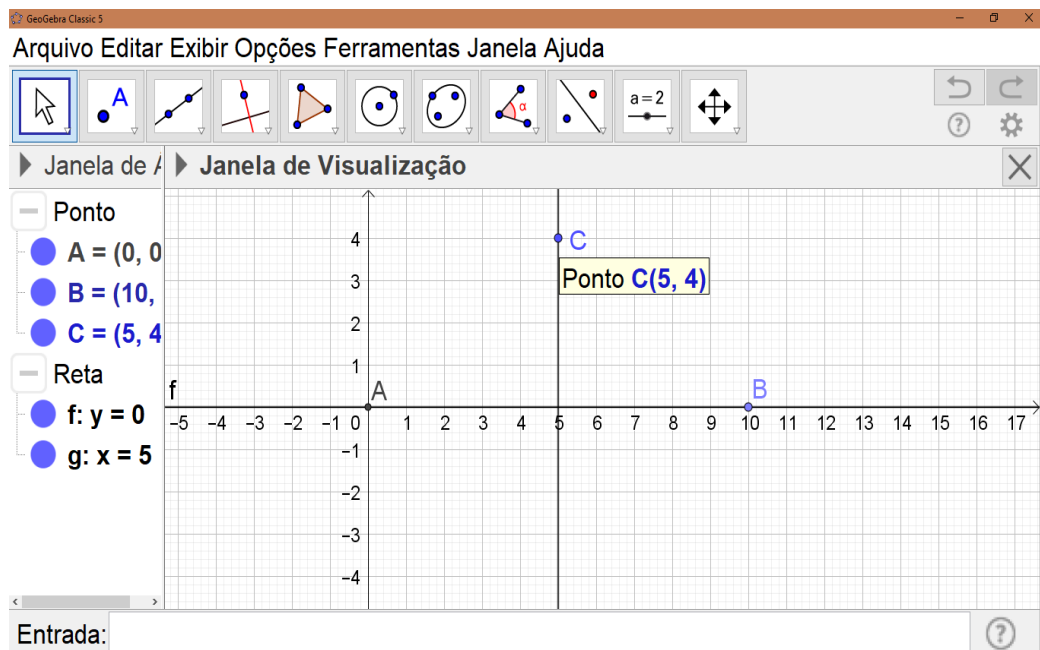 GeoGebra Classic 5
Arquivo Editar Exibir Opções Ferramentas Janela Ajuda
A
α
a = 2
Janela de Á
Janela de Visualização
Ponto
A = (0, 0
B = (10,
C = (5, 4
Reta
f: y = 0
g: x = 5
4
C
Ponto C(5, 4)
3
2
1
f
A
B
−5 −4 −3 −2 −1 0 1 2 3 4 5 6 7 8 9 10 11 12 13 14 15 16 17
−1
−2
−3
−4
Entrada: